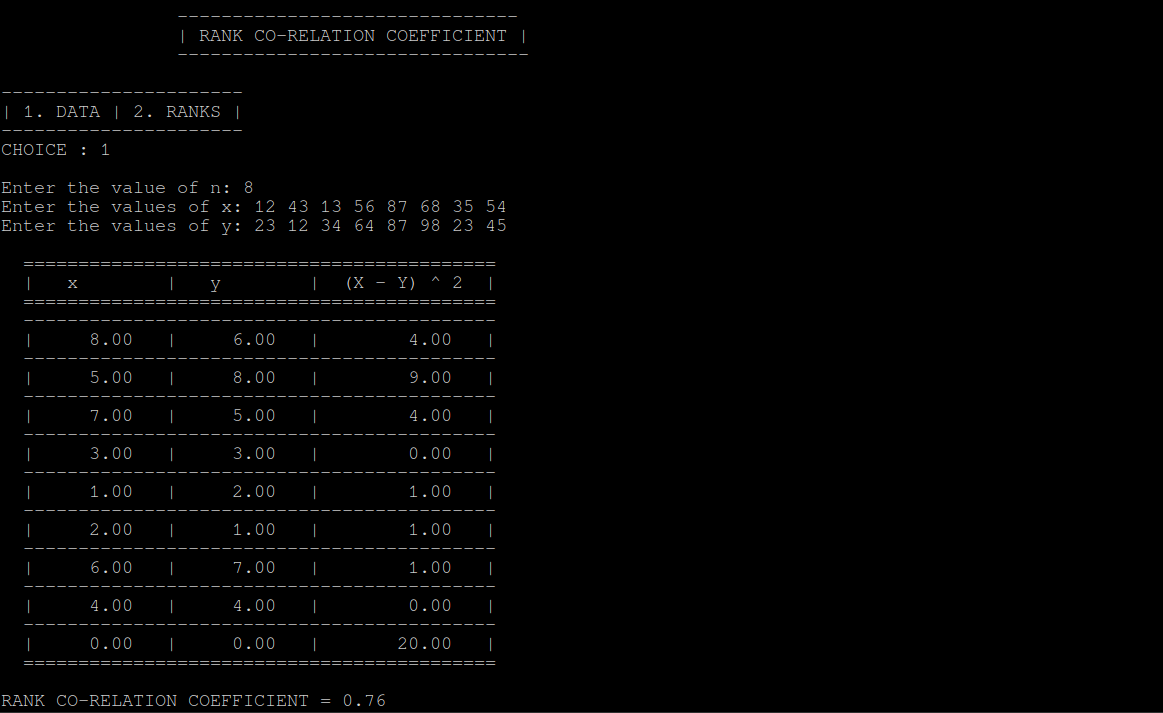 -------------------------------
| RANK CO-RELATION COEFFICIENT |
--------------------------------
----------------------
| 1. DATA | 2. RANKS |
----------------------
CHOICE : 1
Enter the value of n: 8
Enter the values of x: 12 43 13 56 87 68 35 54
Enter the values of y: 23 12 34 64 87 98 23 45
===========================================
| x | y | (X - Y) ^ 2 |
===========================================
-------------------------------------------
| 8.00 | 6.00 | 4.00 |
-------------------------------------------
| 5.00 | 8.00 | 9.00 |
-------------------------------------------
| 7.00 | 5.00 | 4.00 |
-------------------------------------------
| 3.00 | 3.00 | 0.00 |
-------------------------------------------
| 1.00 | 2.00 | 1.00 |
-------------------------------------------
| 2.00 | 1.00 | 1.00 |
-------------------------------------------
| 6.00 | 7.00 | 1.00 |
-------------------------------------------
| 4.00 | 4.00 | 0.00 |
-------------------------------------------
| 0.00 | 0.00 | 20.00 |
===========================================
RANK CO-RELATION COEFFICIENT = 0.76